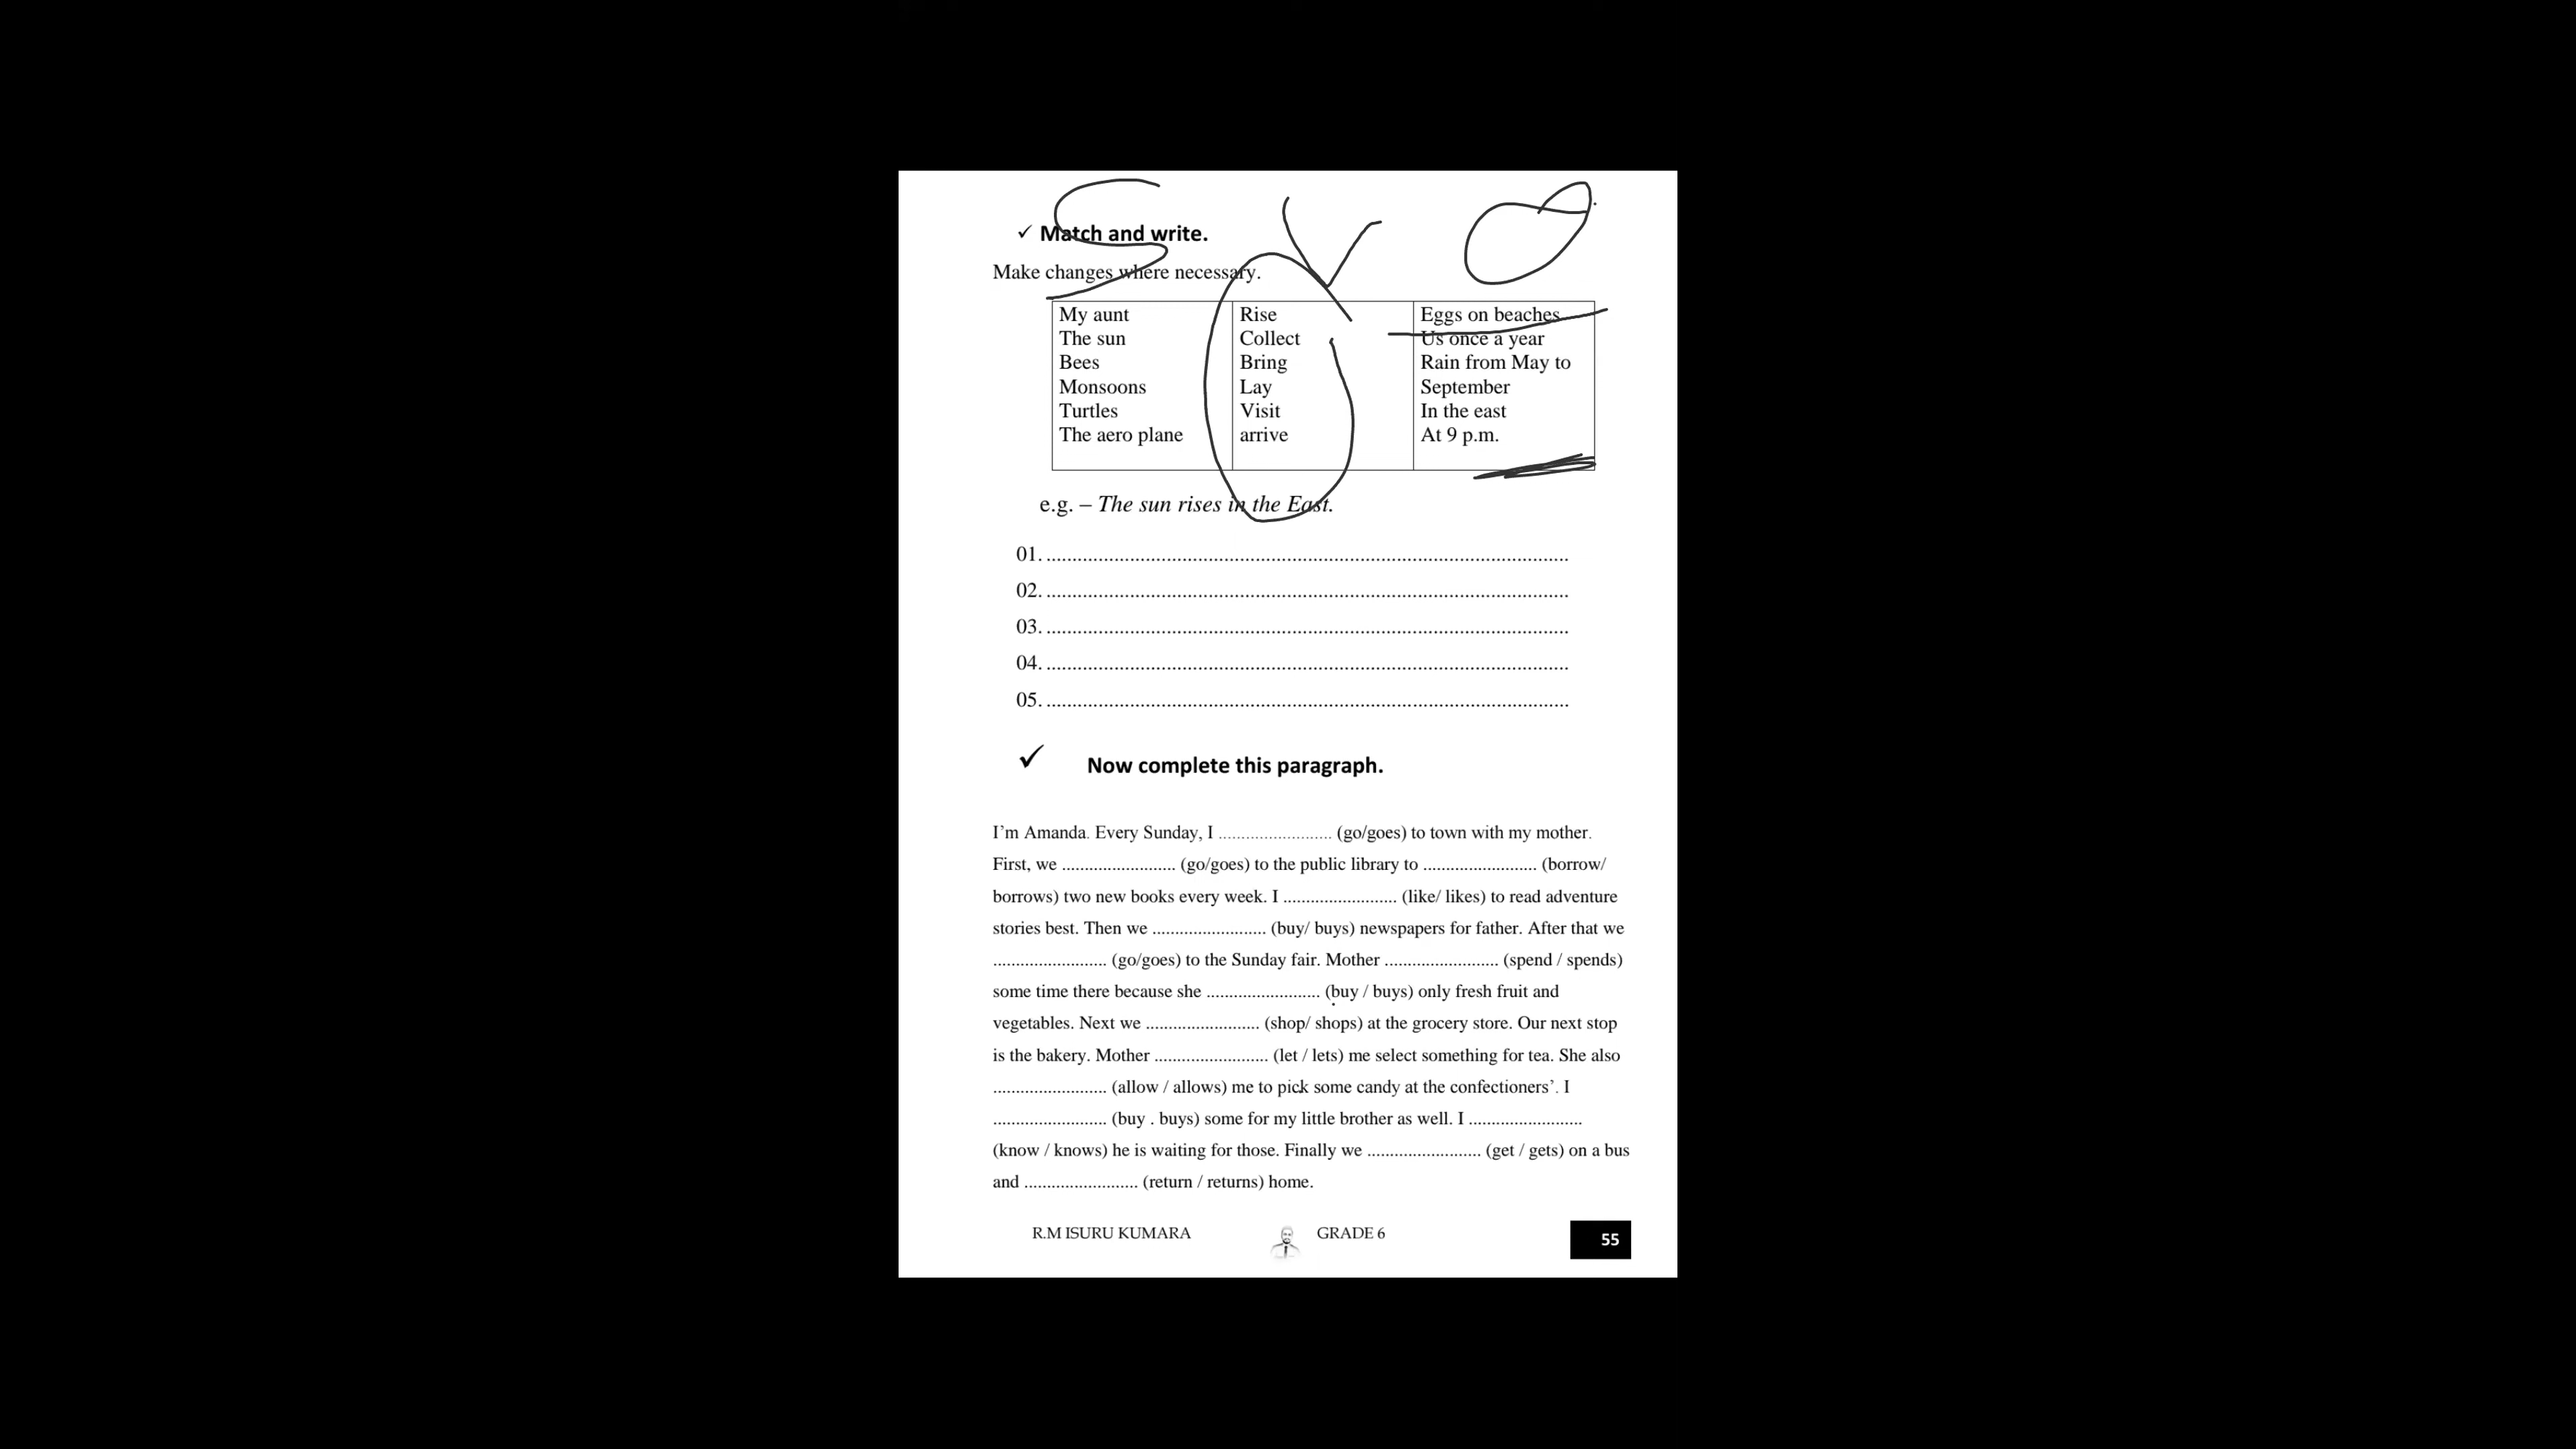 S V O
✓ Match and write.
Make changes where necessary.
My aunt Rise Eggs on beaches
The sun Collect Us once a year
Bees Bring Rain from May to
Monsoons Lay September
Turtles Visit In the east
The aero plane arrive At 9 p.m.
e.g. – The sun rises in the East.
01. ....................................................................................................
02. ....................................................................................................
03. ....................................................................................................
04. ....................................................................................................
05. ....................................................................................................
✓ Now complete this paragraph.
I’m Amanda. Every Sunday, I ......................... (go/goes) to town with my mother.
First, we ......................... (go/goes) to the public library to ......................... (borrow/
borrows) two new books every week. I ......................... (like/ likes) to read adventure
stories best. Then we ......................... (buy/ buys) newspapers for father. After that we
......................... (go/goes) to the Sunday fair. Mother ......................... (spend / spends)
some time there because she ......................... (buy / buys) only fresh fruit and
vegetables. Next we ......................... (shop/ shops) at the grocery store. Our next stop
is the bakery. Mother ......................... (let / lets) me select something for tea. She also
......................... (allow / allows) me to pick some candy at the confectioners’. I
......................... (buy . buys) some for my little brother as well. I .........................
(know / knows) he is waiting for those. Finally we ......................... (get / gets) on a bus
and ......................... (return / returns) home.
R.M ISURU KUMARA GRADE 6 55